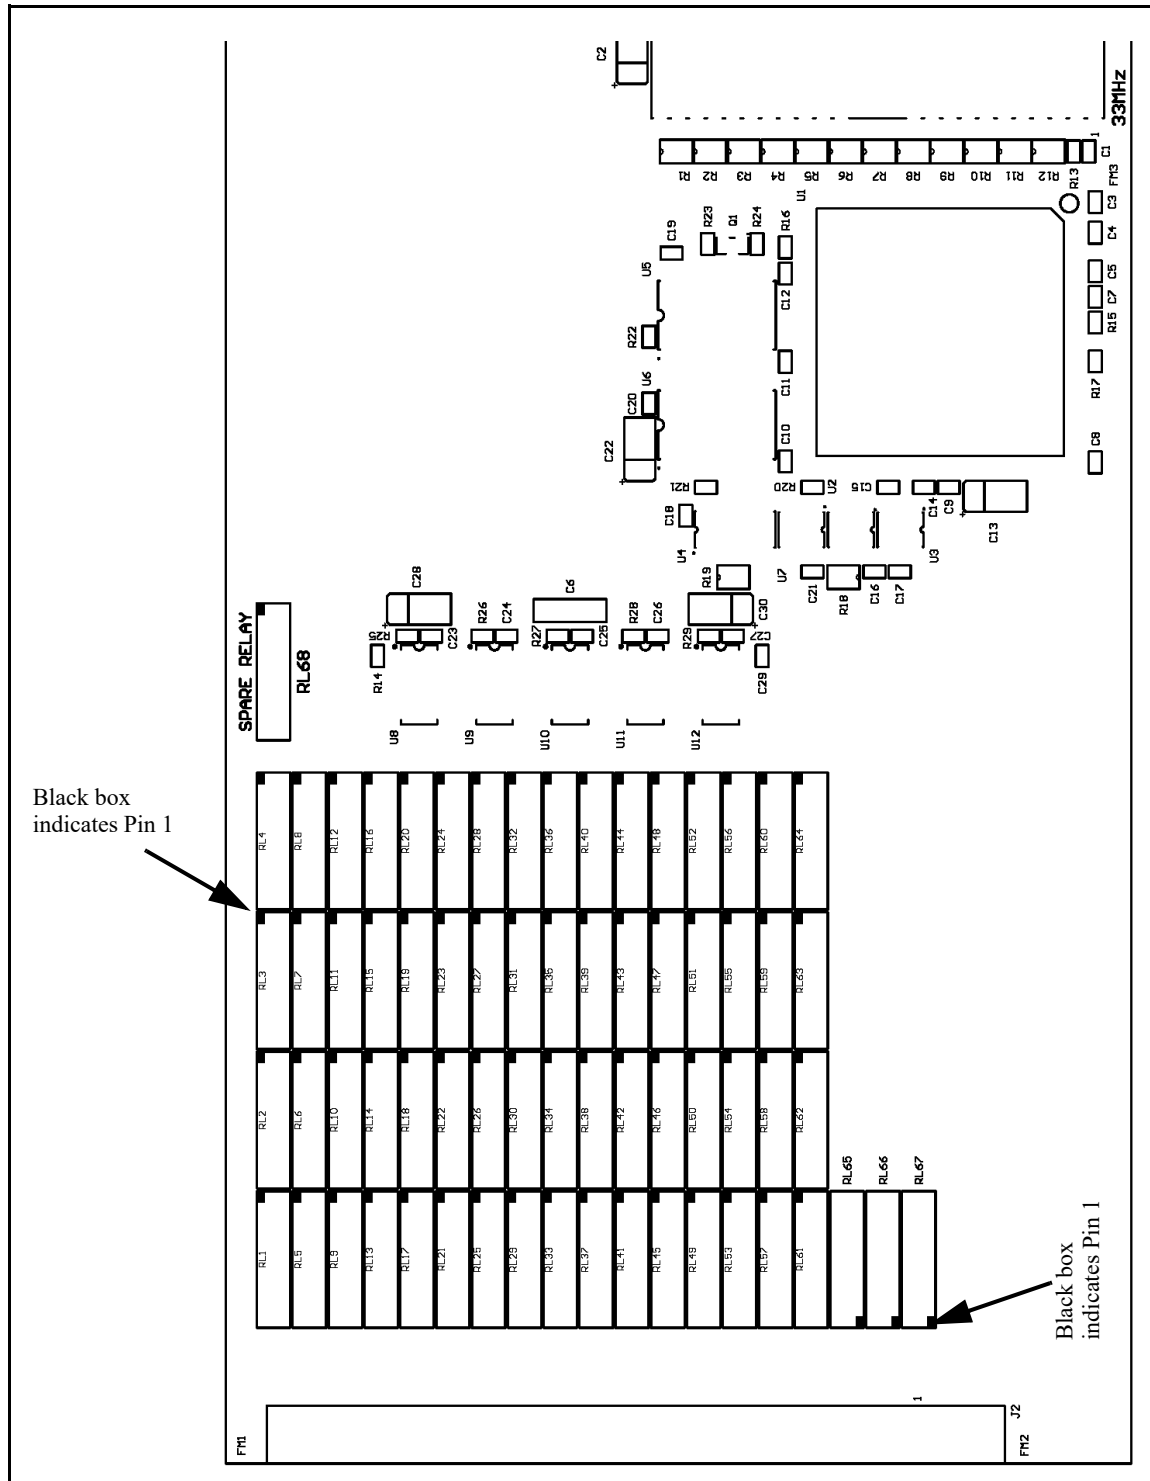 C2
33MHz
1
R1
R2
R3
R4
R5
R6
R7
R8
R9
R10
R11
R12
R13
C1
FM3
U1
C3
C4
C5
C7
R15
R17
C8
C19
R23
Q1
R24
R16
U5
C12
R22
U6
C11
C20
C22
C10
R21
R20
U2
C15
C14
C9
C13
C18
U4
U7
U3
R19
C21
R18
C16
C17
C28
C6
C30
R25
C23
R26
C24
R27
C25
R28
C26
R29
C27
R14
C29
SPARE RELAY
RL68
U8
U9
U10
U11
U12
Black box
indicates Pin 1
RL4
RL8
RL12
RL16
RL20
RL24
RL28
RL32
RL36
RL40
RL44
RL48
RL52
RL56
RL60
RL64
RL3
RL7
RL11
RL15
RL19
RL23
RL27
RL31
RL35
RL39
RL43
RL47
RL51
RL55
RL59
RL63
RL2
RL6
RL10
RL14
RL18
RL22
RL26
RL30
RL34
RL38
RL42
RL46
RL50
RL54
RL58
RL62
RL65
RL66
RL67
RL1
RL5
RL9
RL13
RL17
RL21
RL25
RL29
RL33
RL37
RL41
RL45
RL49
RL53
RL57
RL61
Black box
indicates Pin 1
1
J2
FM1
FM2